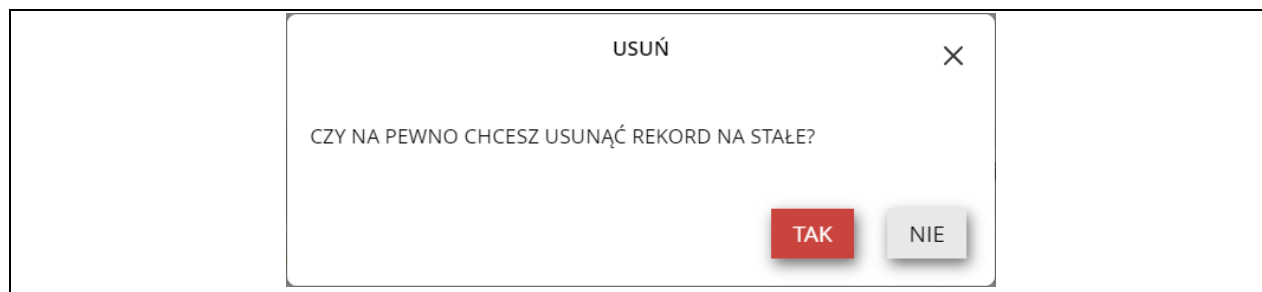 USUŃ
CZY NA PEWNO CHCESZ USUNĄĆ REKORD NA STAŁE?
TAK NIE